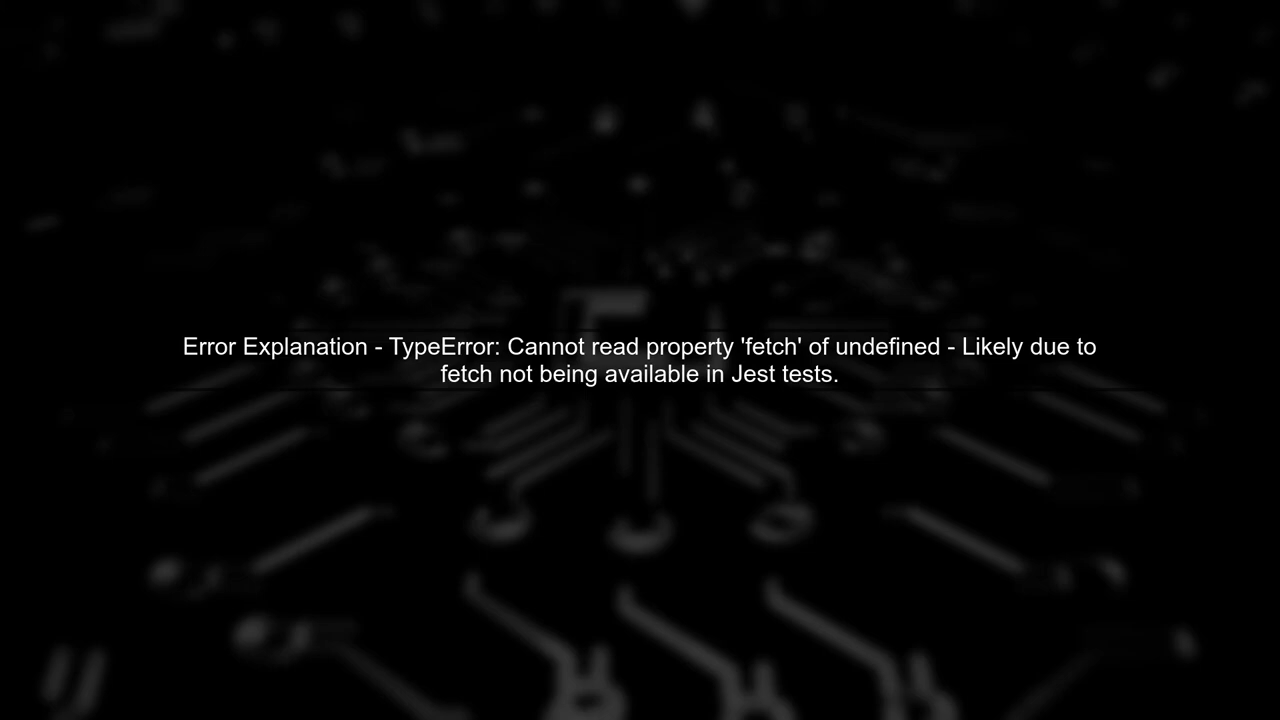 Error Explanation - TypeError: Cannot read property 'fetch' of undefined - Likely due to
fetch not being available in Jest tests.